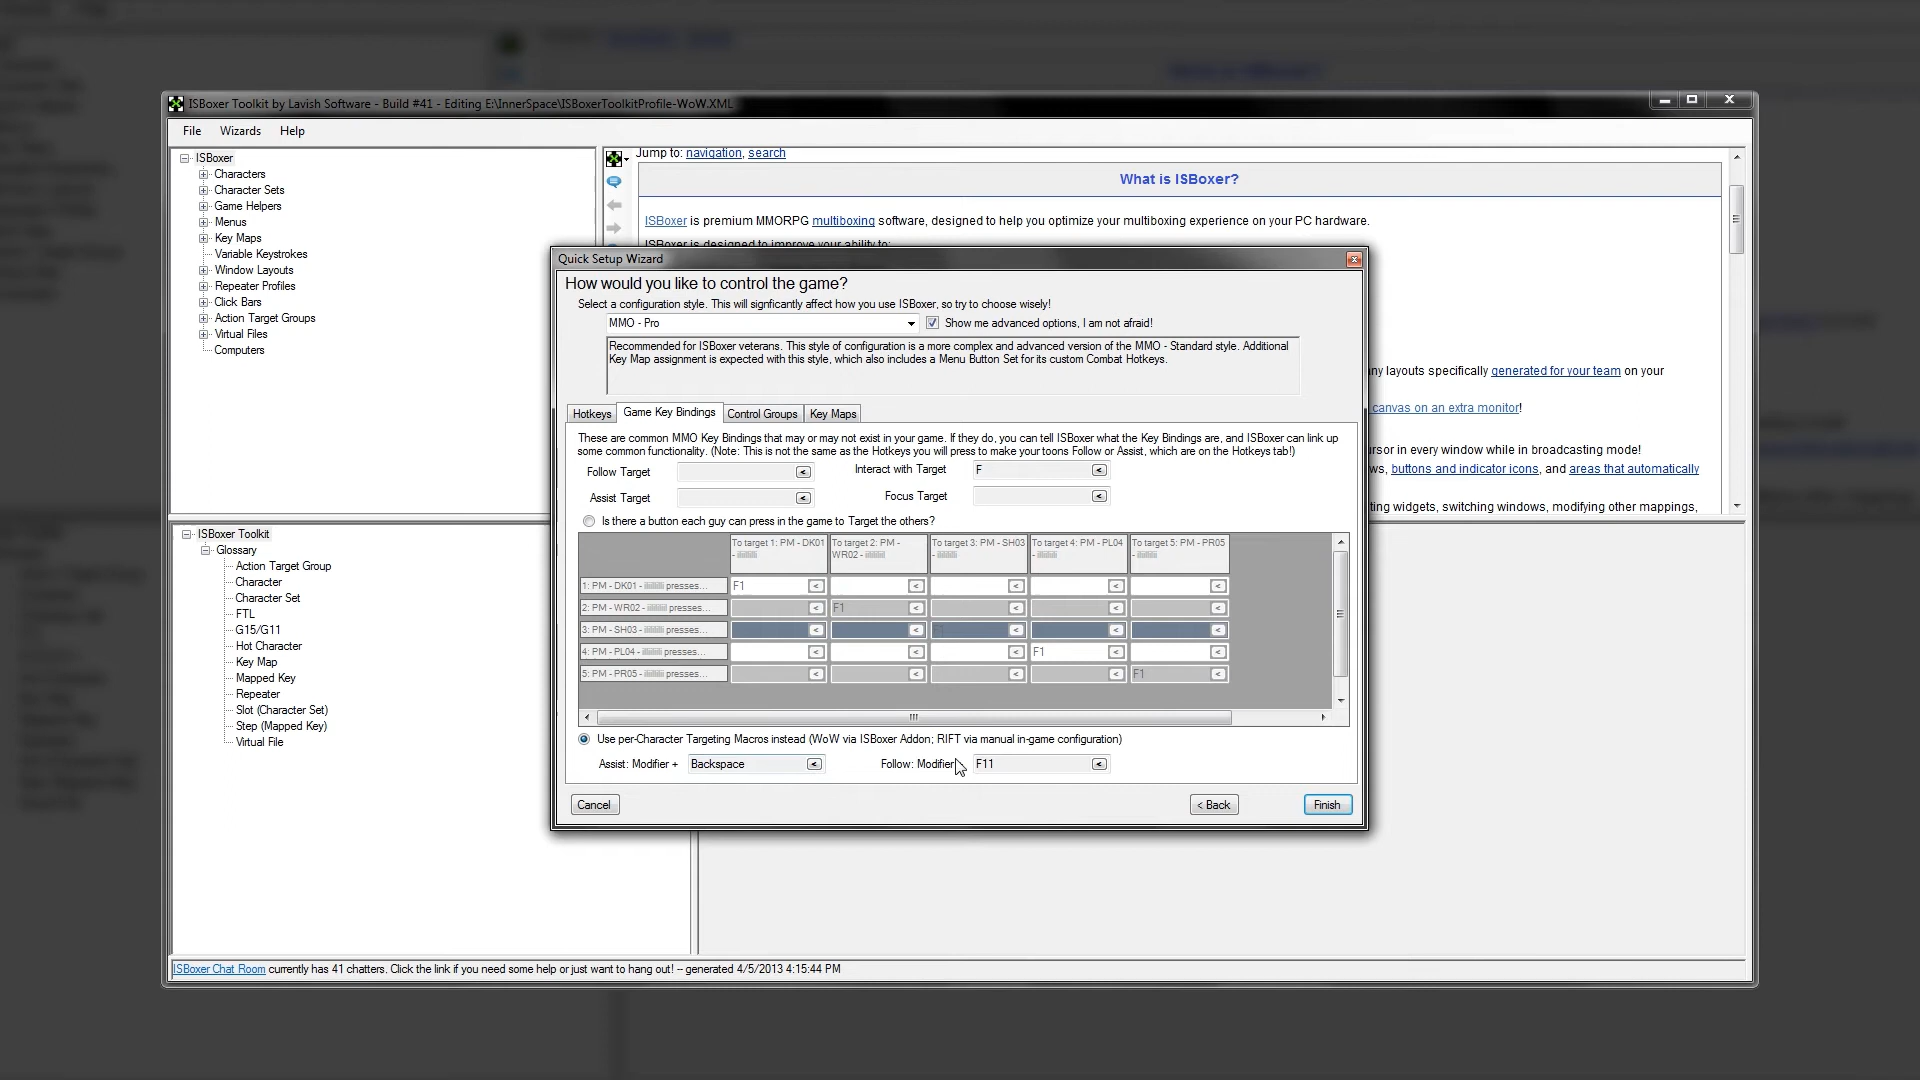 ISBoxer Toolkit by Lavish Software - Build #41 - Editing E:\InnerSpace\ISBoxerToolkitProfile-WoW.XML
File Wizards Help
ISBoxer
Characters
Character Sets
Game Helpers
Menus
Key Maps
Variable Keystrokes
Window Layouts
Repeater Profiles
Click Bars
Action Target Groups
Virtual Files
Computers
Jump to: navigation, search
What is ISBoxer?
ISBoxer is premium MMORPG multiboxing software, designed to help you optimize your multiboxing experience on your PC hardware.
ISBoxer is designed to improve your ability to:
layouts specifically generated for your team on your
canvas on an extra monitor!
in every window while in broadcasting mode!
buttons and indicator icons, and areas that automatically
widgets, switching windows, modifying other mappings,
Quick Setup Wizard
How would you like to control the game?
Select a configuration style. This will signficantly affect how you use ISBoxer, so try to choose wisely!
MMO - Pro
Show me advanced options, I am not afraid!
Recommended for ISBoxer veterans. This style of configuration is a more complex and advanced version of the MMO - Standard style. Additional
Key Map assignment is expected with this style, which also includes a Menu Button Set for its custom Combat Hotkeys.
Hotkeys Game Key Bindings Control Groups Key Maps
These are common MMO Key Bindings that may or may not exist in your game. If they do, you can tell ISBoxer what the Key Bindings are, and ISBoxer can link up
some common functionality. (Note: This is not the same as the Hotkeys you will press to make your toons Follow or Assist, which are on the Hotkeys tab!)
Follow Target < Interact with Target F <
Assist Target < Focus Target <
Is there a button each guy can press in the game to Target the others?
To target 1: PM - DK01 To target 2: PM - To target 3: PM - SH03 To target 4: PM - PL04 To target 5: PM - PR05
WR02 -
1: PM - DK01 - presses... F1 < < < < <
2: PM - WR02 - presses... < F1 < < < <
3: PM - SH03 - presses... < < F1 < < <
4: PM - PL04 - presses... < < < F1 < <
5: PM - PR05 - presses... < < < < F1 <
Use per-Character Targeting Macros instead (WoW via ISBoxer Addon; RIFT via manual in-game configuration)
Assist: Modifier + Backspace < Follow: Modifier F11 <
Cancel < Back Finish
ISBoxer Toolkit
Glossary
Action Target Group
Character
Character Set
FTL
G15/G11
Hot Character
Key Map
Mapped Key
Repeater
Slot (Character Set)
Step (Mapped Key)
Virtual File
ISBoxer Chat Room currently has 41 chatters. Click the link if you need some help or just want to hang out! -- generated 4/5/2013 4:15:44 PM